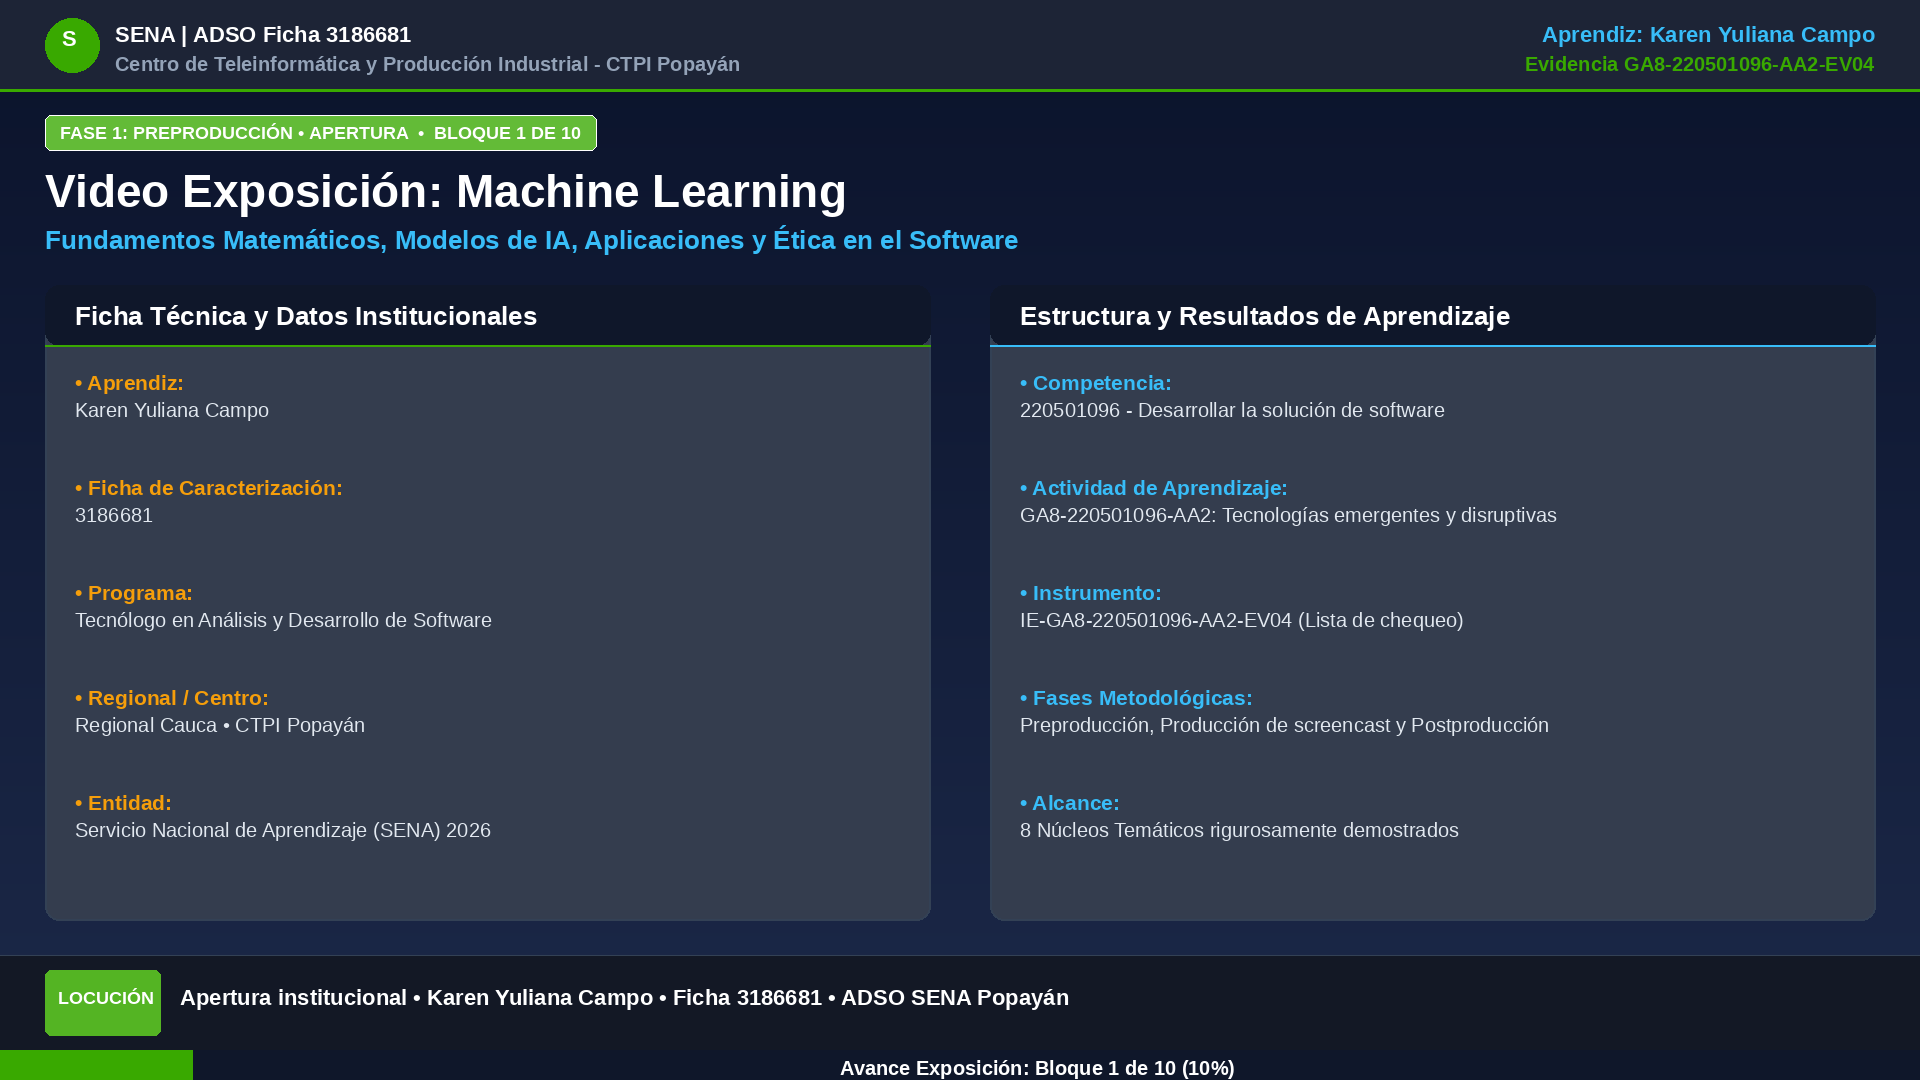 S
SENA | ADSO Ficha 3186681
Centro de Teleinformática y Producción Industrial - CTPI Popayán
Aprendiz: Karen Yuliana Campo
Evidencia GA8-220501096-AA2-EV04
FASE 1: PREPRODUCCIÓN • APERTURA • BLOQUE 1 DE 10
Video Exposición: Machine Learning
Fundamentos Matemáticos, Modelos de IA, Aplicaciones y Ética en el Software
Ficha Técnica y Datos Institucionales
• Aprendiz:
Karen Yuliana Campo
• Ficha de Caracterización:
3186681
• Programa:
Tecnólogo en Análisis y Desarrollo de Software
• Regional / Centro:
Regional Cauca • CTPI Popayán
• Entidad:
Servicio Nacional de Aprendizaje (SENA) 2026
Estructura y Resultados de Aprendizaje
• Competencia:
220501096 - Desarrollar la solución de software
• Actividad de Aprendizaje:
GA8-220501096-AA2: Tecnologías emergentes y disruptivas
• Instrumento:
IE-GA8-220501096-AA2-EV04 (Lista de chequeo)
• Fases Metodológicas:
Preproducción, Producción de screencast y Postproducción
• Alcance:
8 Núcleos Temáticos rigurosamente demostrados
LOCUCIÓN
Apertura institucional • Karen Yuliana Campo • Ficha 3186681 • ADSO SENA Popayán
Avance Exposición: Bloque 1 de 10 (10%)